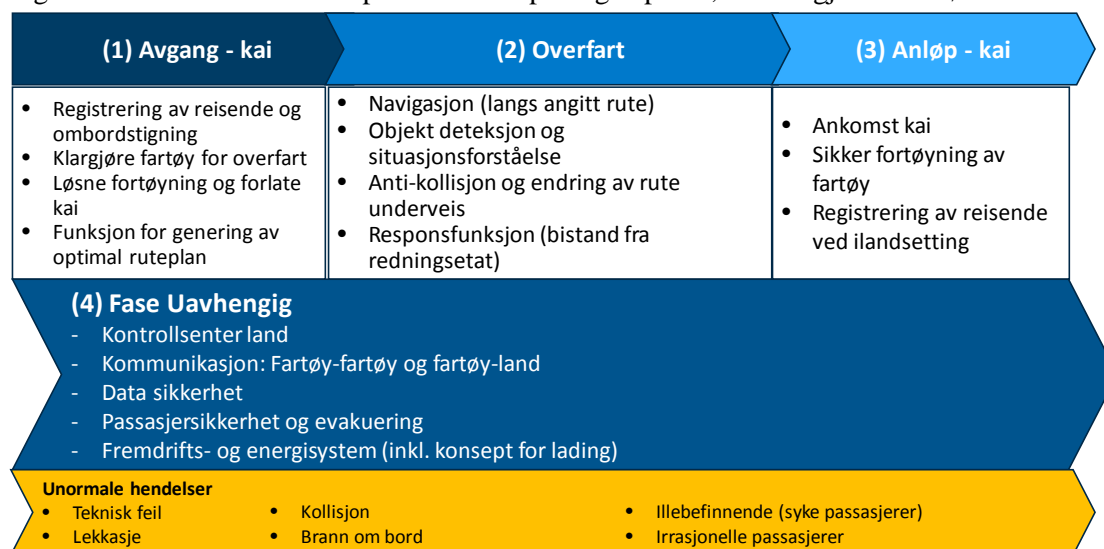 (1) Avgang - kai
(2) Overfart
(3) Anløp - kai
• Registrering av reisende og
ombordstigning
• Klargjøre fartøy for overfart
• Løsne fortøyning og forlate
kai
• Funksjon for genering av
optimal ruteplan
• Navigasjon (langs angitt rute)
• Objekt deteksjon og
situasjonsforståelse
• Anti-kollisjon og endring av rute
underveis
• Responsfunksjon (bistand fra
redningsetat)
• Ankomst kai
• Sikker fortøyning av
fartøy
• Registrering av reisende
ved ilandsetting
(4) Fase Uavhengig
- Kontrollsenter land
- Kommunikasjon: Fartøy-fartøy og fartøy-land
- Data sikkerhet
- Passasjersikkerhet og evakuering
- Fremdrifts- og energisystem (inkl. konsept for lading)
Unormale hendelser
• Teknisk feil
• Lekkasje
• Kollisjon
• Brann om bord
• Illebefinnende (syke passasjerer)
• Irrasjonelle passasjerer